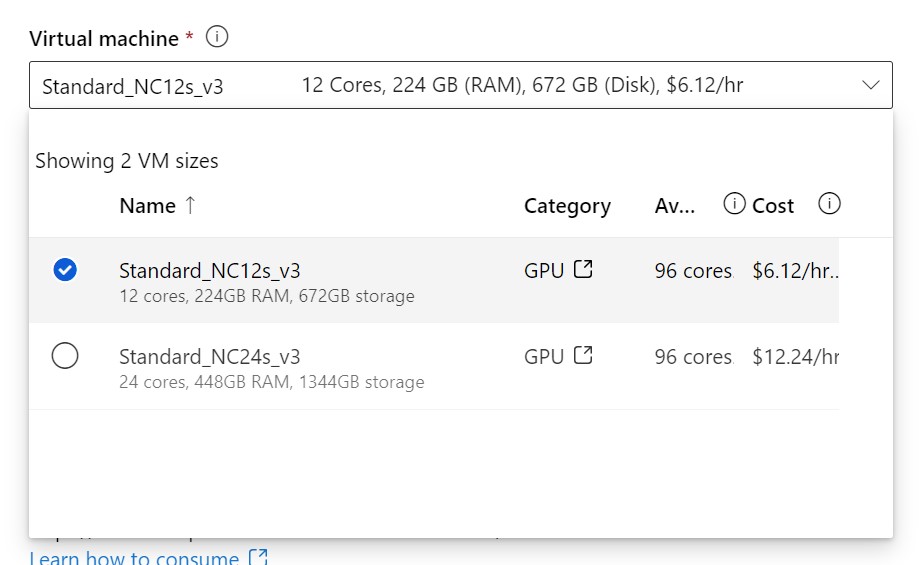 Virtual machine *
Standard_NC12s_v3 12 Cores, 224 GB (RAM), 672 GB (Disk), $6.12/hr
Showing 2 VM sizes
Name ↑ Category Av... Cost
Standard_NC12s_v3 GPU 96 cores $6.12/hr..
12 cores, 224GB RAM, 672GB storage
Standard_NC24s_v3 GPU 96 cores $12.24/hr
24 cores, 448GB RAM, 1344GB storage
Learn how to consume